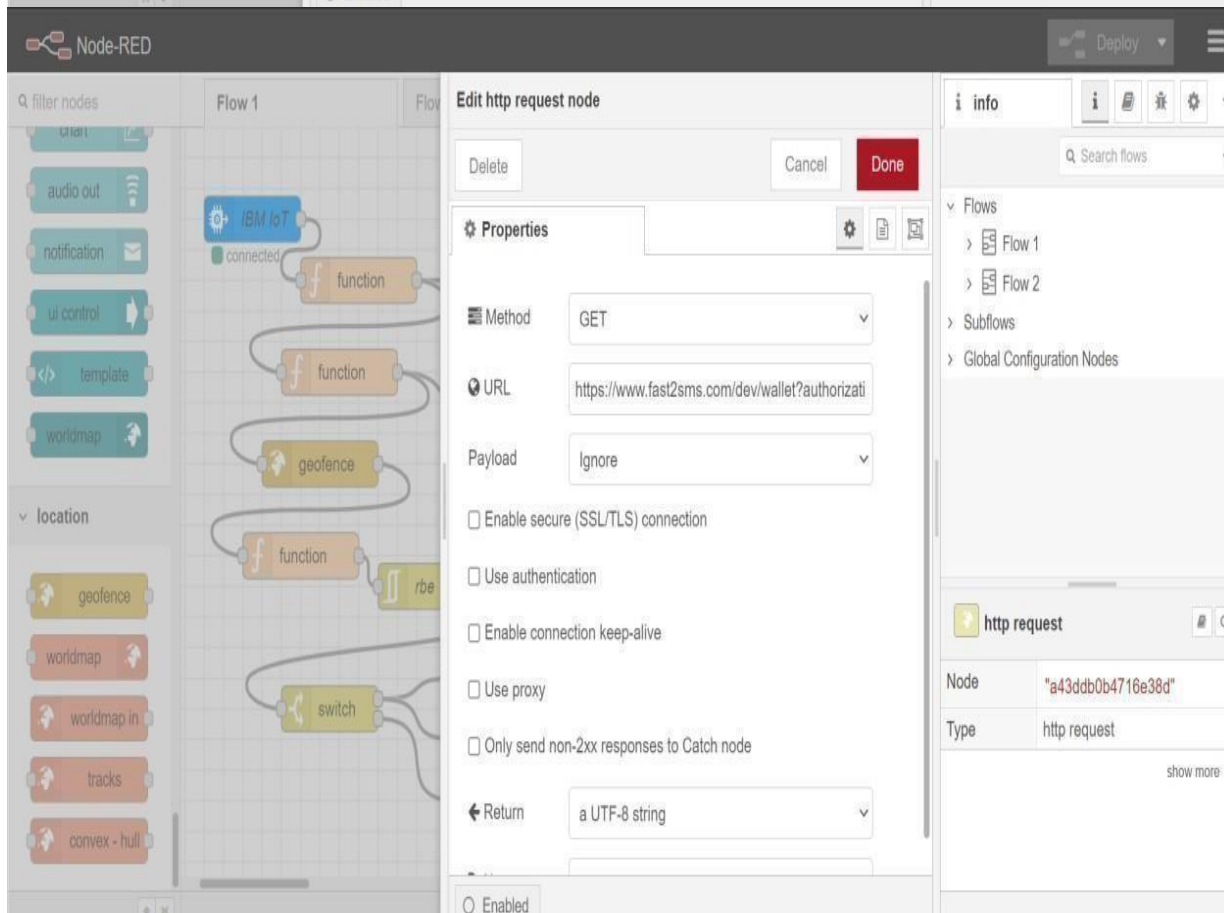 Node-RED
Deploy
filter nodes
chart
audio out
notification
ui control
template
worldmap
location
geofence
worldmap
worldmap in
tracks
convex - hull
Flow 1
Flow
IBM IoT
connected
function
function
geofence
function
rbe
switch
Edit http request node
Delete
Cancel
Done
Properties
Method
GET
URL
https://www.fast2sms.com/dev/wallet?authorizati
Payload
Ignore
Enable secure (SSL/TLS) connection
Use authentication
Enable connection keep-alive
Use proxy
Only send non-2xx responses to Catch node
Return
a UTF-8 string
Enabled
i info
i
Search flows
Flows
Flow 1
Flow 2
Subflows
Global Configuration Nodes
http request
Node
"a43ddb0b4716e38d"
Type
http request
show more